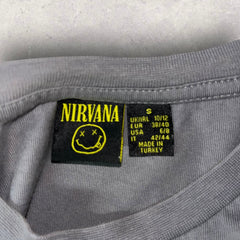 NIRVANA
S
UK/IRL 10/12
EUR 38/40
USA 6/8
IT 42/44
MADE IN
TURKEY